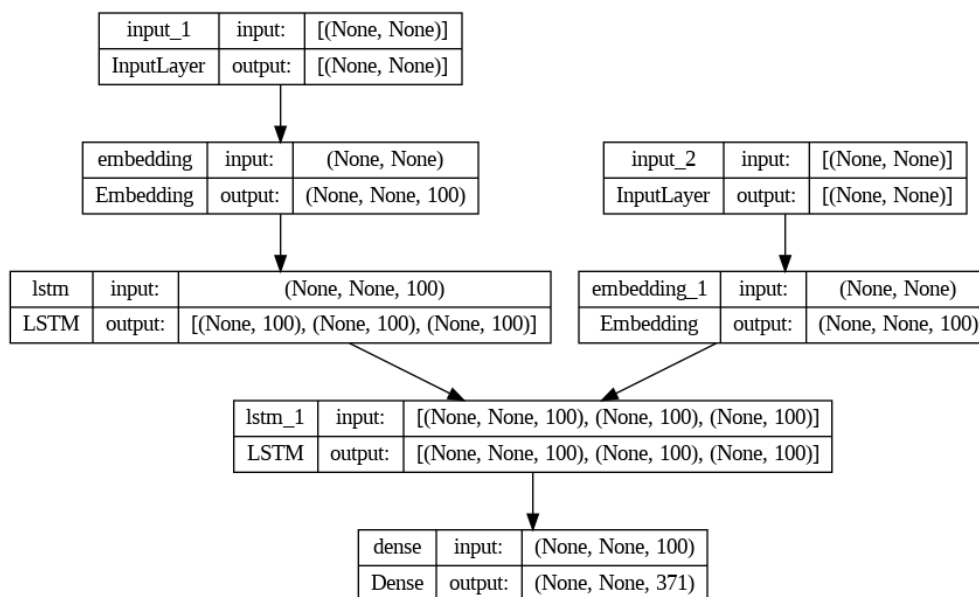 input_1 input: [(None, None)]
InputLayer output: [(None, None)]
embedding input: (None, None)
Embedding output: (None, None, 100)
input_2 input: [(None, None)]
InputLayer output: [(None, None)]
lstm input: (None, None, 100)
LSTM output: [(None, 100), (None, 100), (None, 100)]
embedding_1 input: (None, None)
Embedding output: (None, None, 100)
lstm_1 input: [(None, None, 100), (None, 100), (None, 100)]
LSTM output: [(None, None, 100), (None, 100), (None, 100)]
dense input: (None, None, 100)
Dense output: (None, None, 371)